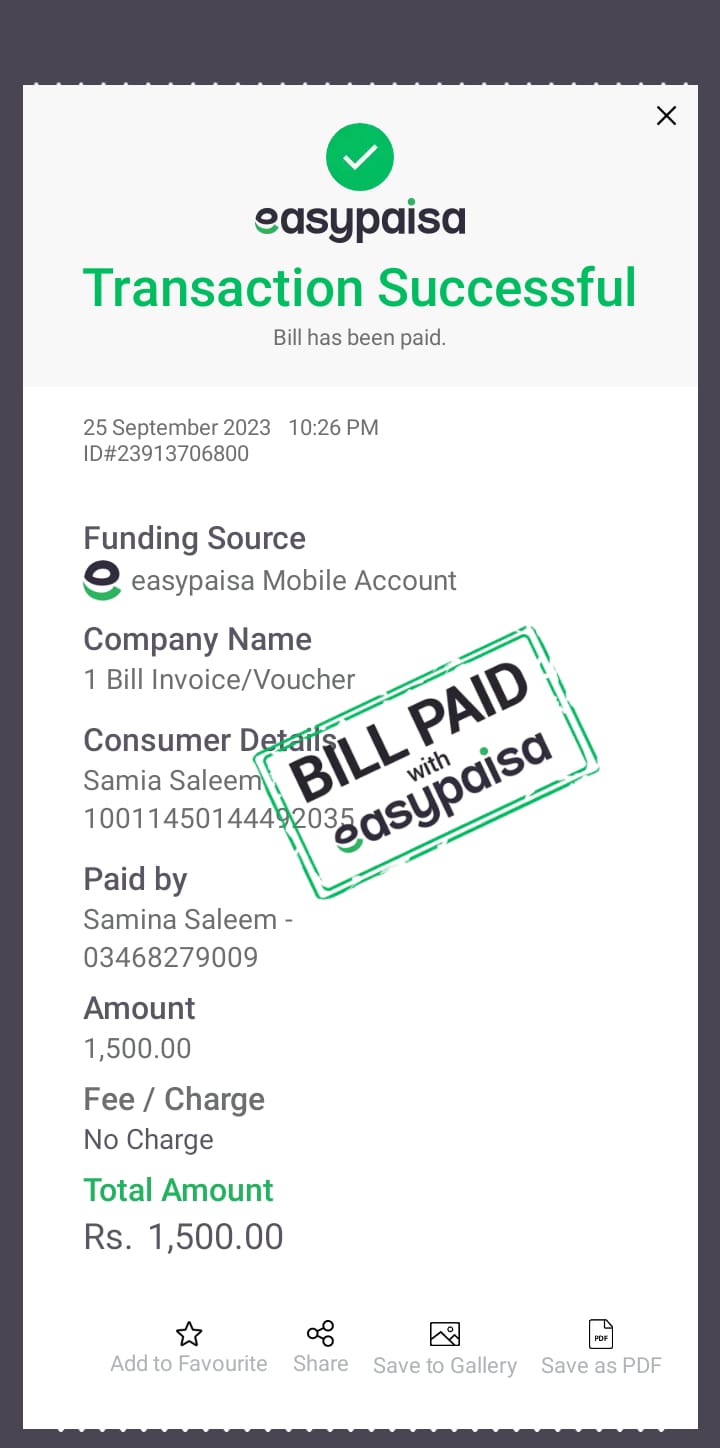 easypaisa
Transaction Successful
Bill has been paid.
25 September 2023 10:26 PM
ID#23913706800
Funding Source
easypaisa Mobile Account
Company Name
1 Bill Invoice/Voucher
Consumer Details
Samia Saleem
10011450144492035
BILL PAID
with
easypaisa
Paid by
Samina Saleem -
03468279009
Amount
1,500.00
Fee / Charge
No Charge
Total Amount
Rs. 1,500.00
Add to Favourite
Share
Save to Gallery
PDF
Save as PDF